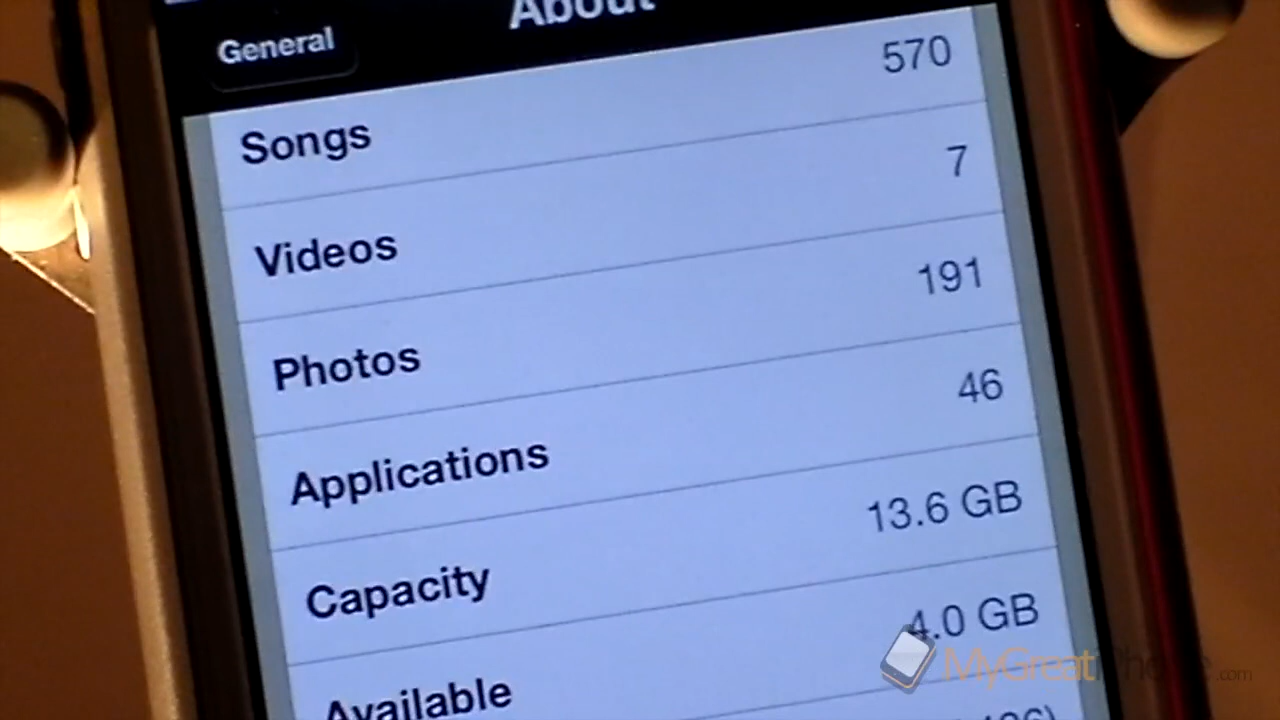 About
General
Songs 570
Videos 7
Photos 191
Applications 46
Capacity 13.6 GB
Available 4.0 GB
MyGreatiPhone.com